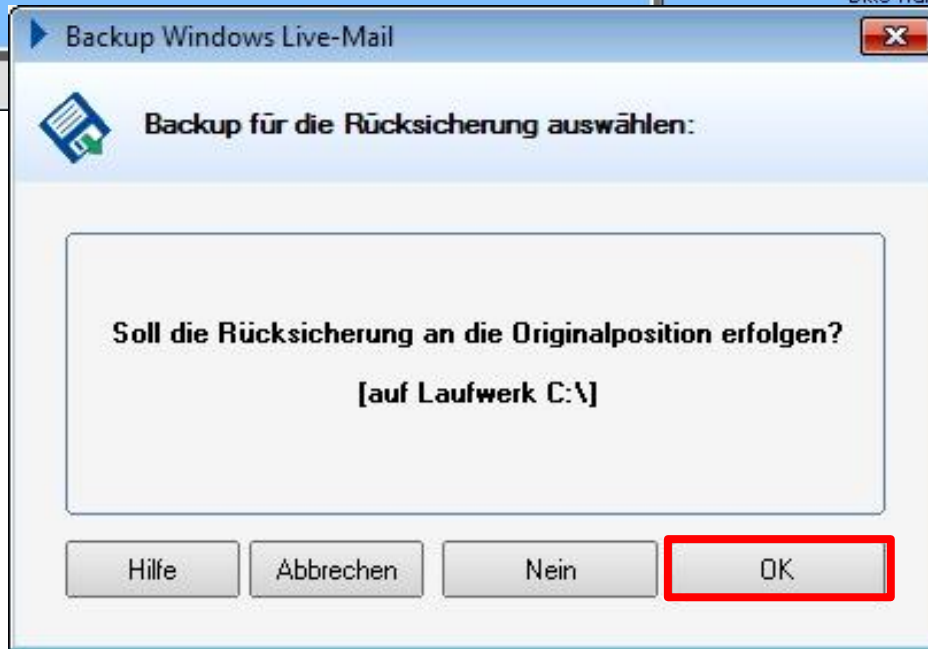 Backup Windows Live-Mail
Backup für die Rücksicherung auswählen:
Soll die Rücksicherung an die Originalposition erfolgen?
[auf Laufwerk C:\]
Hilfe
Abbrechen
Nein
OK